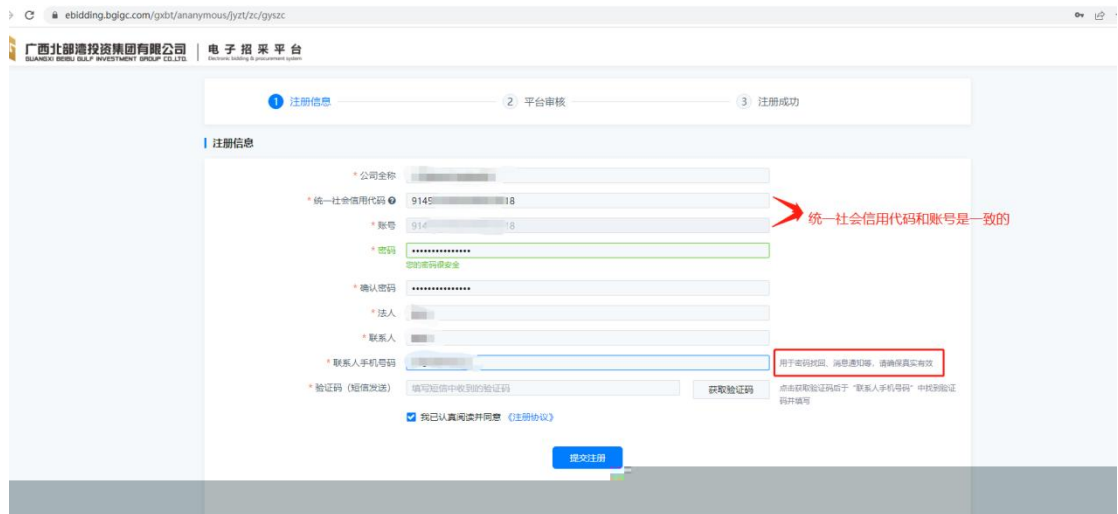 ebidding.bgigc.com/gxbt/ananymous/jyzt/zc/gyszc
广西北部湾投资集团有限公司
GUANGXI BEIBU GULF INVESTMENT GROUP CO.,LTD.
电子招采平台
Electronic bidding & procurement system
1 注册信息
2 平台审核
3 注册成功
注册信息
* 公司全称
* 统一社会信用代码 9145 18
统一社会信用代码和账号是一致的
* 账号 914 8
* 密码 •••••••••••••••
您的密码很安全
* 确认密码 •••••••••••••••
* 法人
* 联系人
* 联系人手机号码
用于密码找回、消息通知等、请确保真实有效
* 验证码（短信发送） 填写短信中收到的验证码 获取验证码
点击获取验证码后于“联系人手机号码”中找到验证
码并填写
我已认真阅读并同意 《注册协议》
提交注册